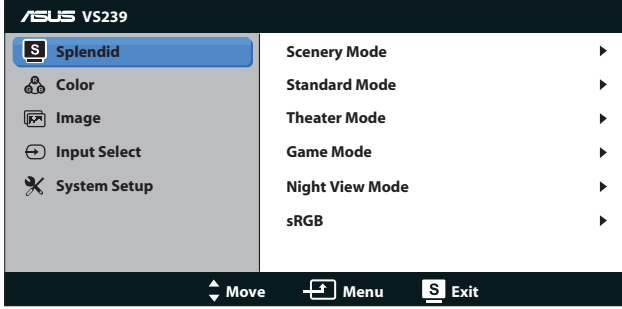 ASUS VS239
S Splendid
Color
Image
Input Select
System Setup
Scenery Mode
Standard Mode
Theater Mode
Game Mode
Night View Mode
sRGB
Move Menu S Exit